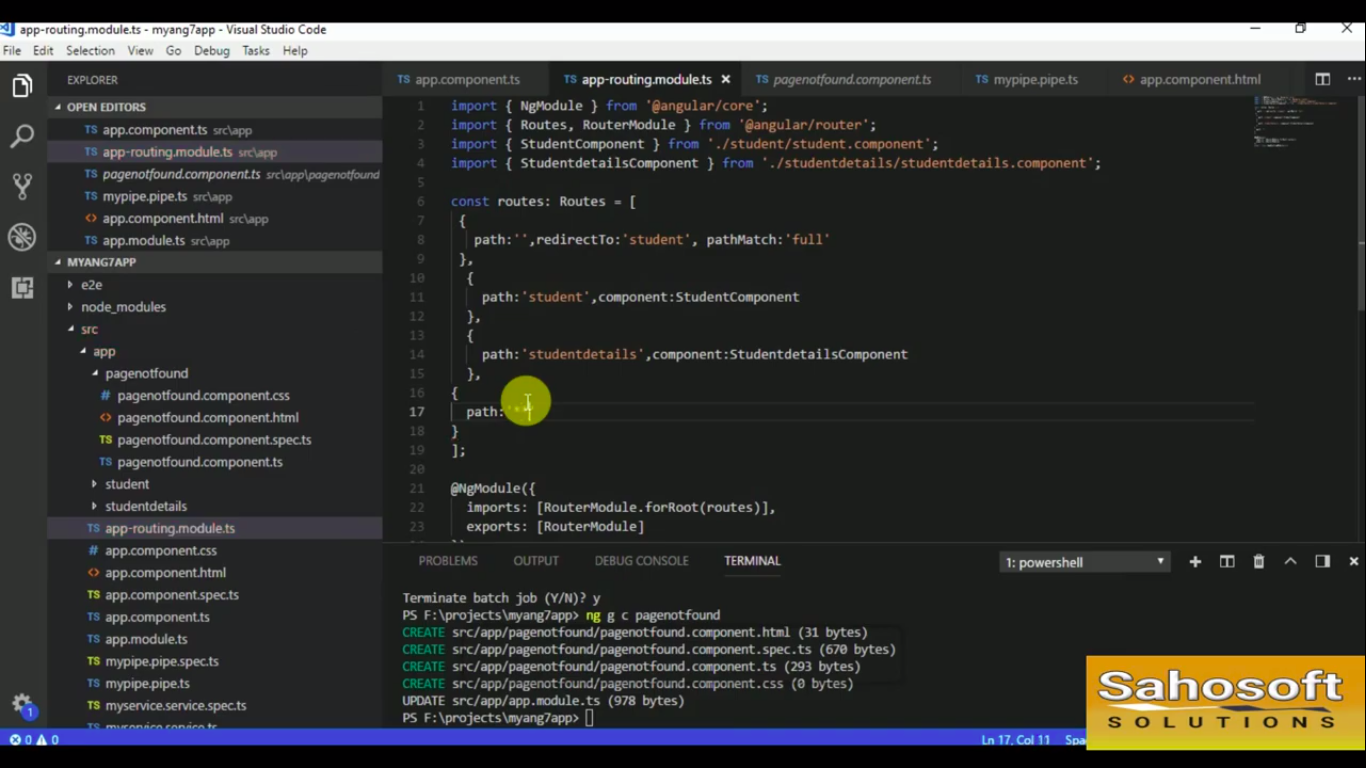 app-routing.module.ts - myang7app - Visual Studio Code
File Edit Selection View Go Debug Tasks Help
EXPLORER
OPEN EDITORS
TS app.component.ts src\app
TS app-routing.module.ts src\app
TS pagenotfound.component.ts src\app\pagenotfound
TS mypipe.pipe.ts src\app
<> app.component.html src\app
TS app.module.ts src\app
MYANG7APP
e2e
node_modules
src
app
pagenotfound
# pagenotfound.component.css
<> pagenotfound.component.html
TS pagenotfound.component.spec.ts
TS pagenotfound.component.ts
student
studentdetails
TS app-routing.module.ts
# app.component.css
<> app.component.html
TS app.component.spec.ts
TS app.component.ts
TS app.module.ts
TS mypipe.pipe.spec.ts
TS mypipe.pipe.ts
TS myservice.service.spec.ts
myservice.service.ts
1
TS app.component.ts TS app-routing.module.ts × TS pagenotfound.component.ts TS mypipe.pipe.ts <> app.component.html
1 import { NgModule } from '@angular/core';
2 import { Routes, RouterModule } from '@angular/router';
3 import { StudentComponent } from './student/student.component';
4 import { StudentdetailsComponent } from './studentdetails/studentdetails.component';
5
6 const routes: Routes = [
7 {
8 path:'',redirectTo:'student', pathMatch:'full'
9 },
10 {
11 path:'student',component:StudentComponent
12 },
13 {
14 path:'studentdetails',component:StudentdetailsComponent
15 },
16 {
17 path:'**'
18 }
19 ];
20
21 @NgModule({
22 imports: [RouterModule.forRoot(routes)],
23 exports: [RouterModule]
PROBLEMS OUTPUT DEBUG CONSOLE TERMINAL 1: powershell
Terminate batch job (Y/N)? y
PS F:\projects\myang7app> ng g c pagenotfound
CREATE src/app/pagenotfound/pagenotfound.component.html (31 bytes)
CREATE src/app/pagenotfound/pagenotfound.component.spec.ts (670 bytes)
CREATE src/app/pagenotfound/pagenotfound.component.ts (293 bytes)
CREATE src/app/pagenotfound/pagenotfound.component.css (0 bytes)
UPDATE src/app/app.module.ts (978 bytes)
PS F:\projects\myang7app>
0 0 Ln 17, Col 11
Sahosoft
SOLUTIONS